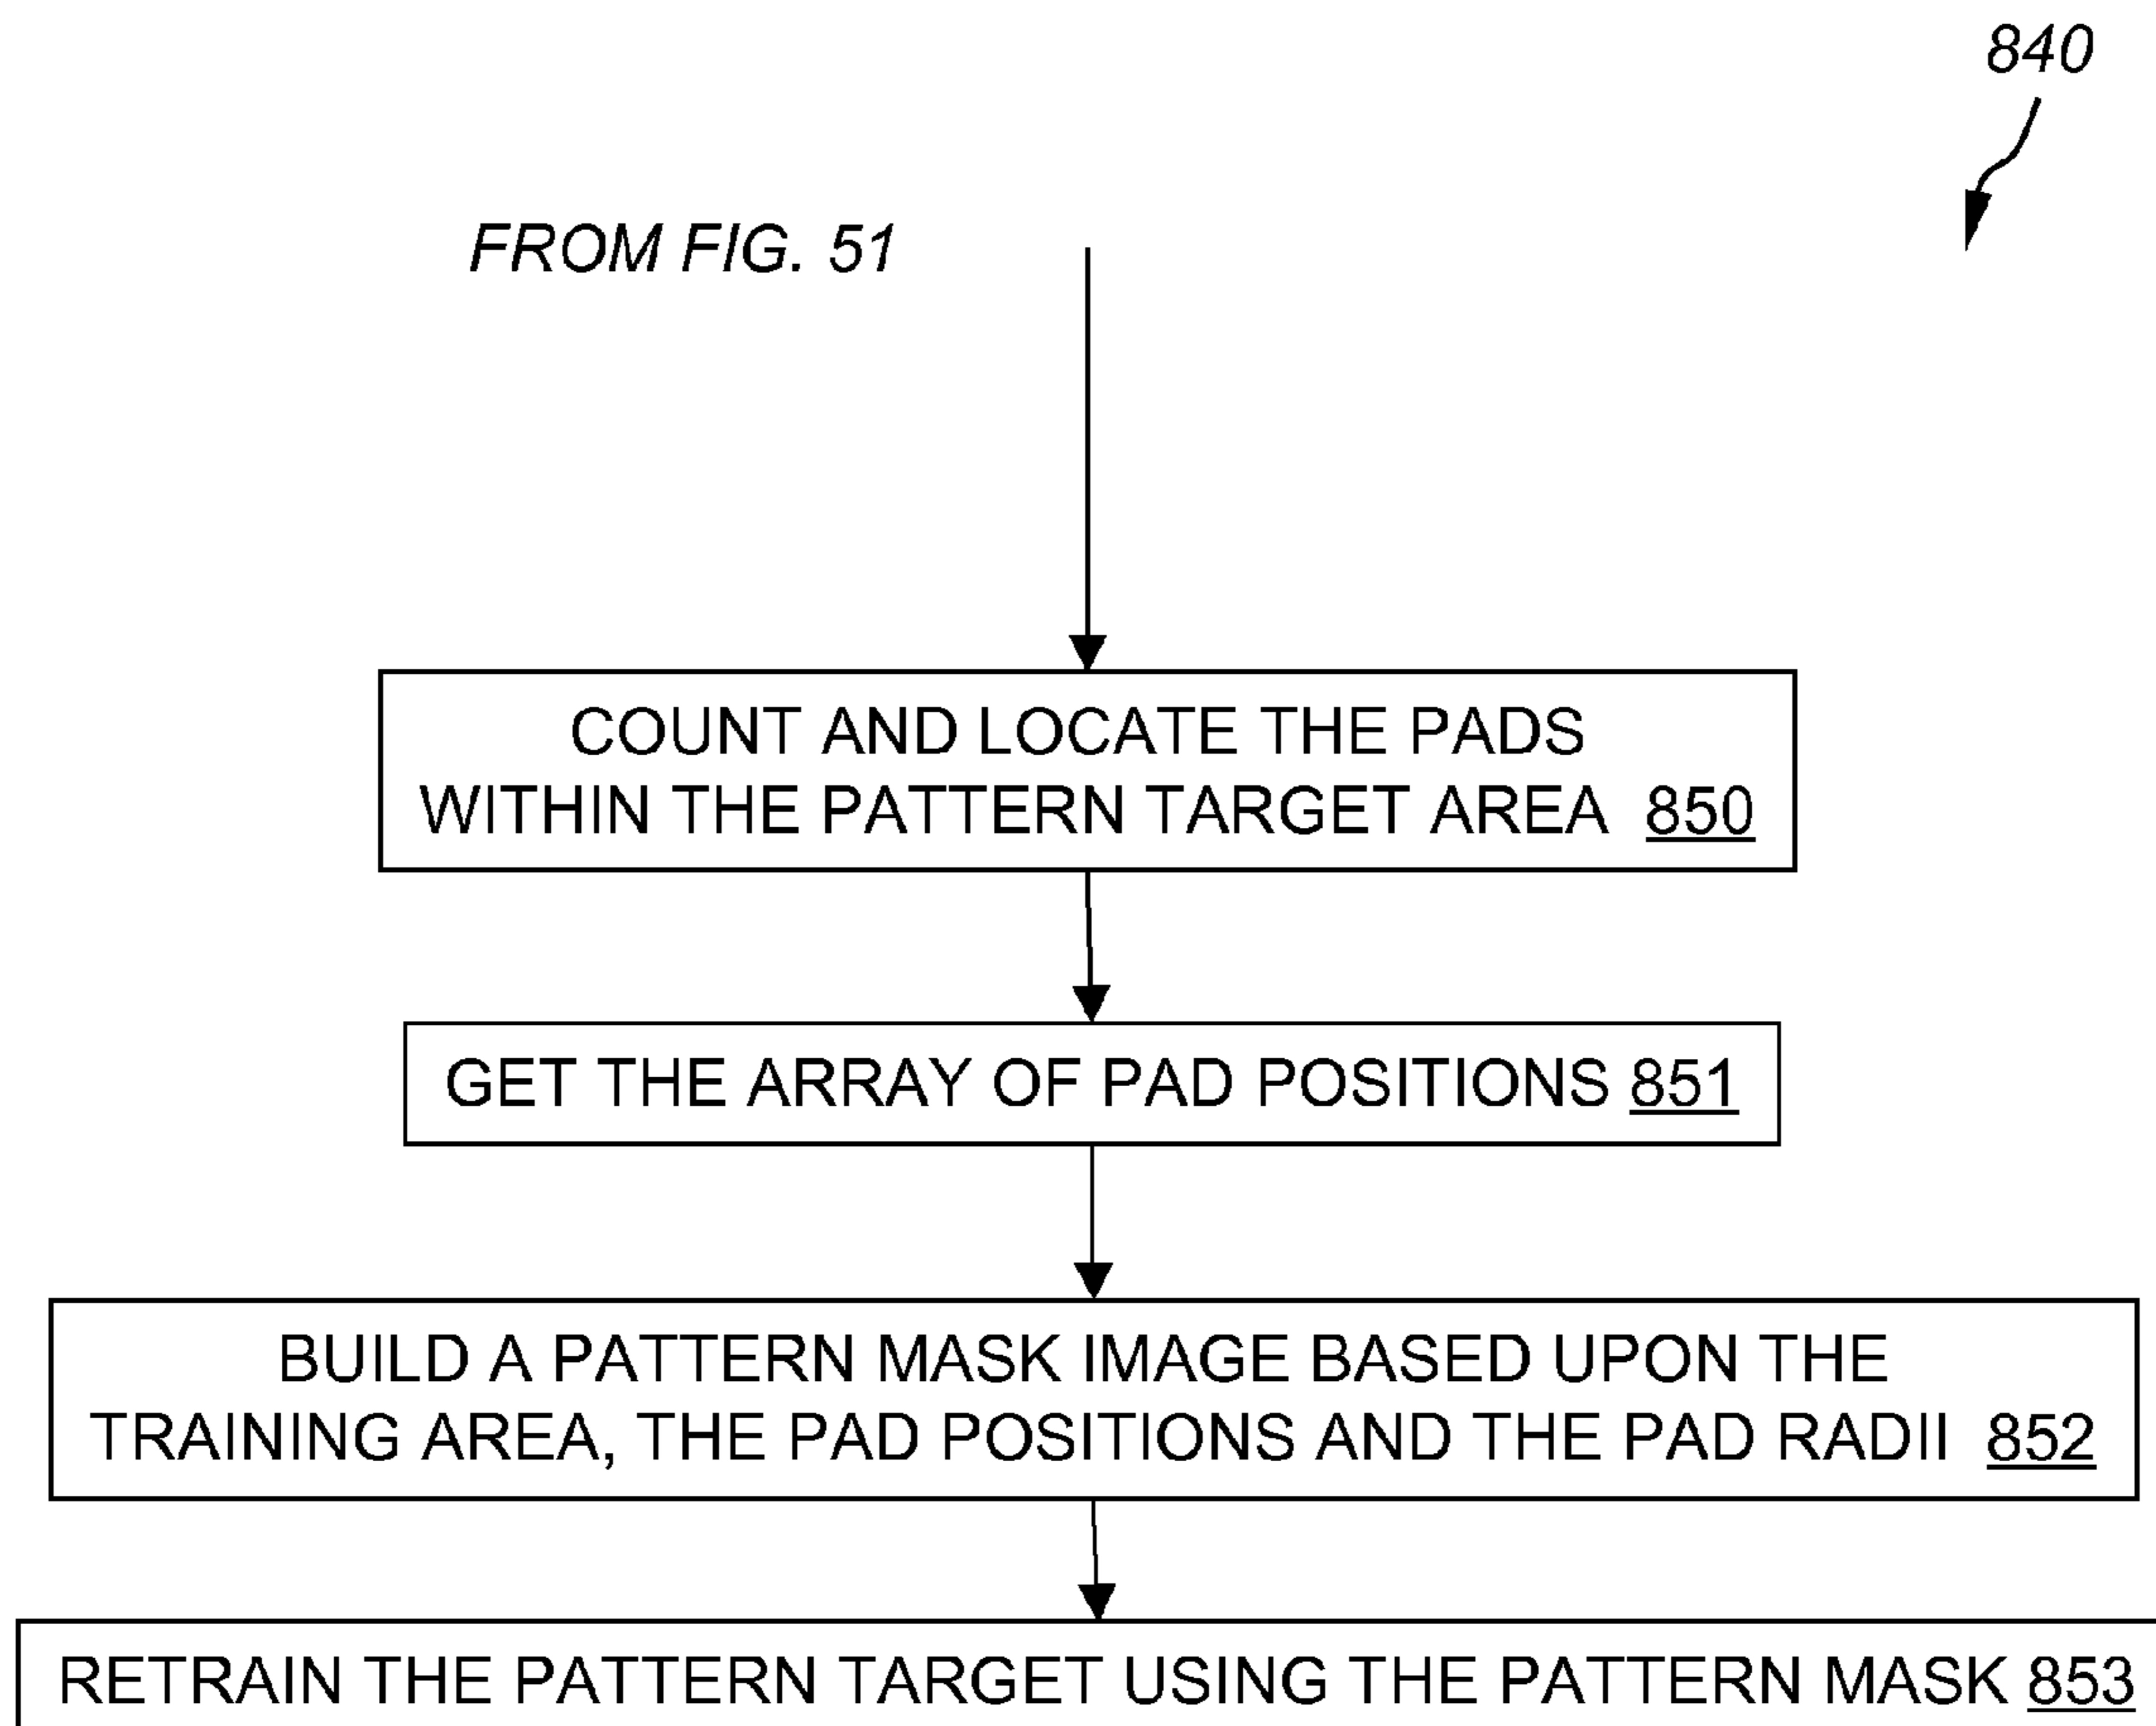 840
FROM FIG. 51
COUNT AND LOCATE THE PADS
WITHIN THE PATTERN TARGET AREA 850
GET THE ARRAY OF PAD POSITIONS 851
BUILD A PATTERN MASK IMAGE BASED UPON THE
TRAINING AREA, THE PAD POSITIONS AND THE PAD RADII 852
RETRAIN THE PATTERN TARGET USING THE PATTERN MASK 853